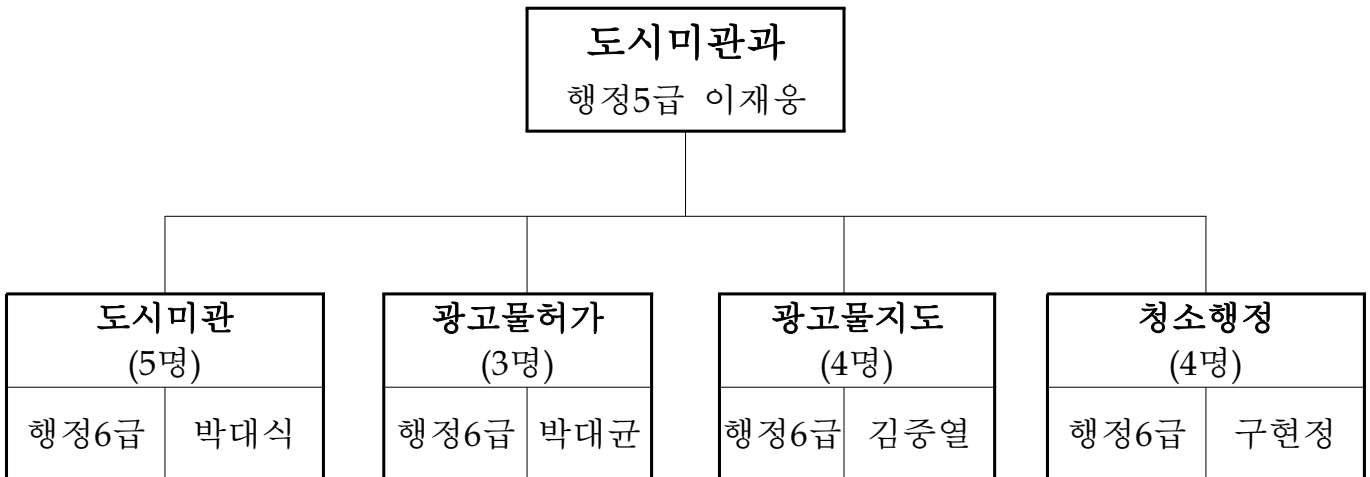 도시미관과
행정5급 이재웅
도시미관
(5명)
행정6급 박대식
광고물허가
(3명)
행정6급 박대균
광고물지도
(4명)
행정6급 김중열
청소행정
(4명)
행정6급 구현정